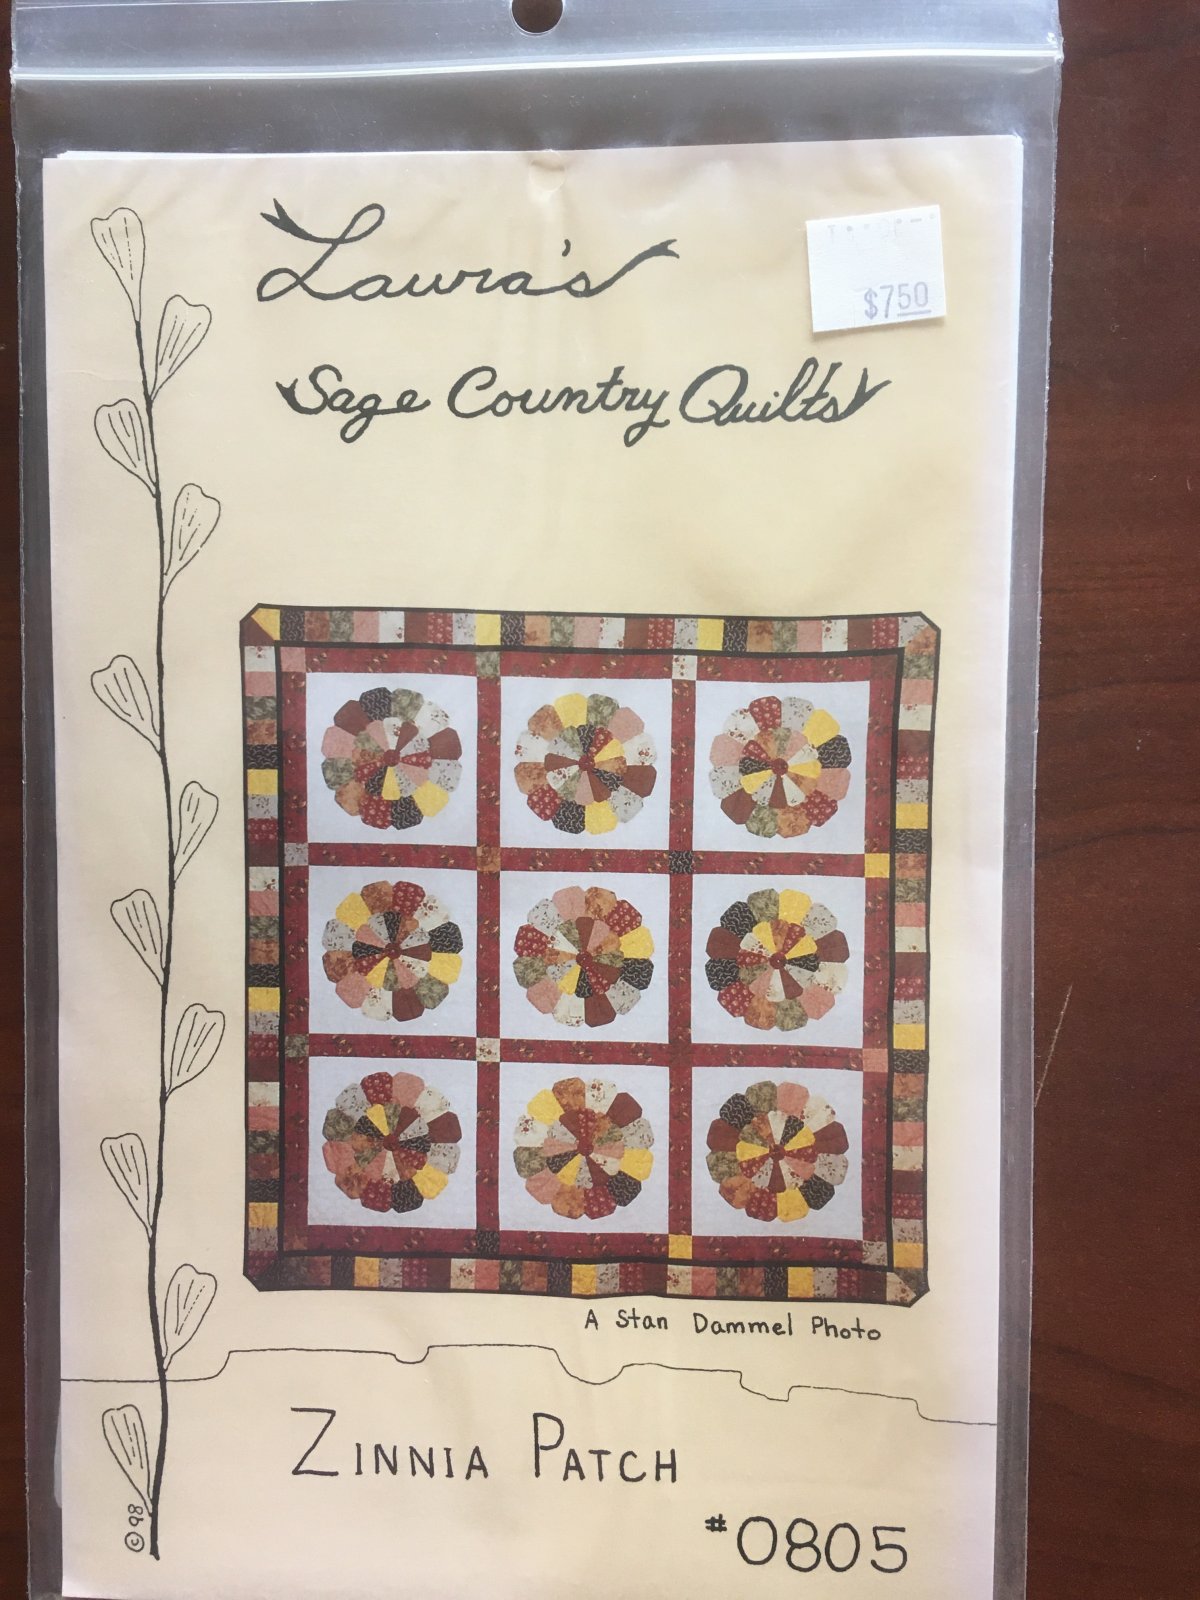 Laura's
$750
Sage Country Quilts
A Stan Dammel Photo
Zinnia Patch
#0805
©98